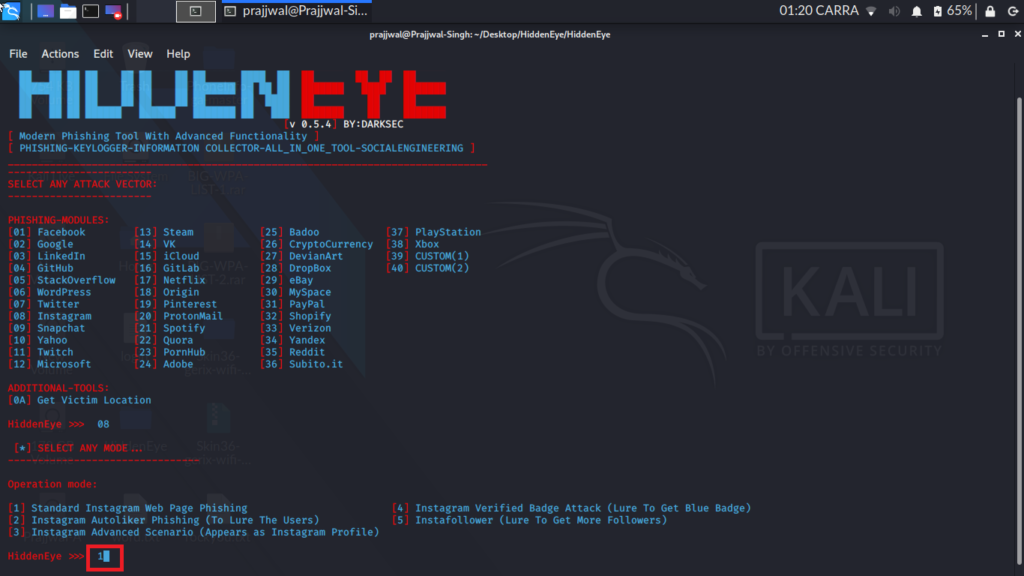 prajjwal@Prajjwal-Si...
01:20 CARRA 65%
prajjwal@Prajjwal-Singh: ~/Desktop/HiddenEye/HiddenEye
File Actions Edit View Help
HIDDEN EYE
[v 0.5.4] BY:DARKSEC
[ Modern Phishing Tool With Advanced Functionality ]
[ PHISHING-KEYLOGGER-INFORMATION COLLECTOR-ALL_IN_ONE_TOOL-SOCIALENGINEERING ]
SELECT ANY ATTACK VECTOR:
PHISHING-MODULES:
[01] Facebook [13] Steam [25] Badoo [37] PlayStation
[02] Google [14] VK [26] CryptoCurrency [38] Xbox
[03] LinkedIn [15] iCloud [27] DevianArt [39] CUSTOM(1)
[04] GitHub [16] GitLab [28] DropBox [40] CUSTOM(2)
[05] StackOverflow [17] Netflix [29] eBay
[06] WordPress [18] Origin [30] MySpace
[07] Twitter [19] Pinterest [31] PayPal
[08] Instagram [20] ProtonMail [32] Shopify
[09] Snapchat [21] Spotify [33] Verizon
[10] Yahoo [22] Quora [34] Yandex
[11] Twitch [23] PornHub [35] Reddit
[12] Microsoft [24] Adobe [36] Subito.it
KALI
BY OFFENSIVE SECURITY
ADDITIONAL-TOOLS:
[0A] Get Victim Location
HiddenEye >>> 08
[*] SELECT ANY MODE...
Operation mode:
[1] Standard Instagram Web Page Phishing [4] Instagram Verified Badge Attack (Lure To Get Blue Badge)
[2] Instagram Autoliker Phishing (To Lure The Users) [5] Instafollower (Lure To Get More Followers)
[3] Instagram Advanced Scenario (Appears as Instagram Profile)
HiddenEye >>> 1